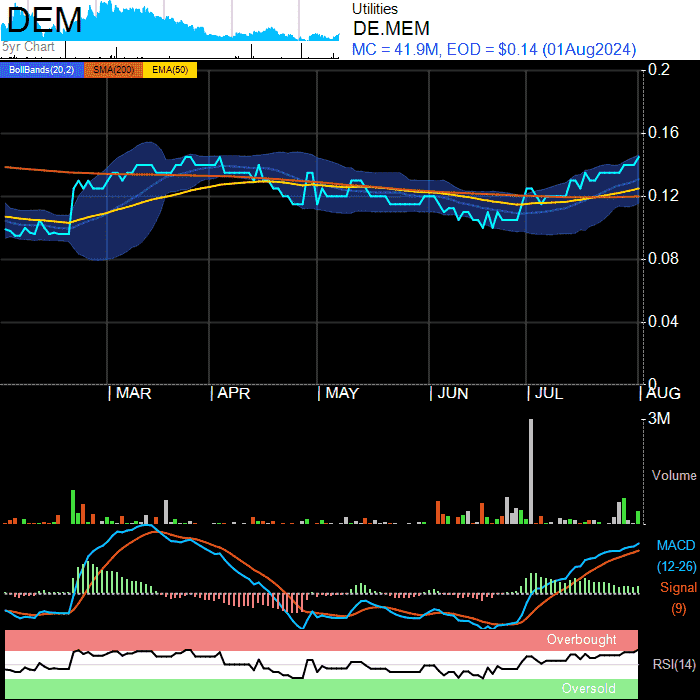 DEM
5yr Chart
Utilities
DE.MEM
MC = 41.9M, EOD = $0.14 (01Aug2024)
BollBands(20,2) SMA(200) EMA(50)
0.2
0.16
0.12
0.08
0.04
0
MAR APR MAY JUN JUL AUG
3M
Volume
MACD
(12-26)
Signal
(9)
Overbought
RSI(14)
Oversold